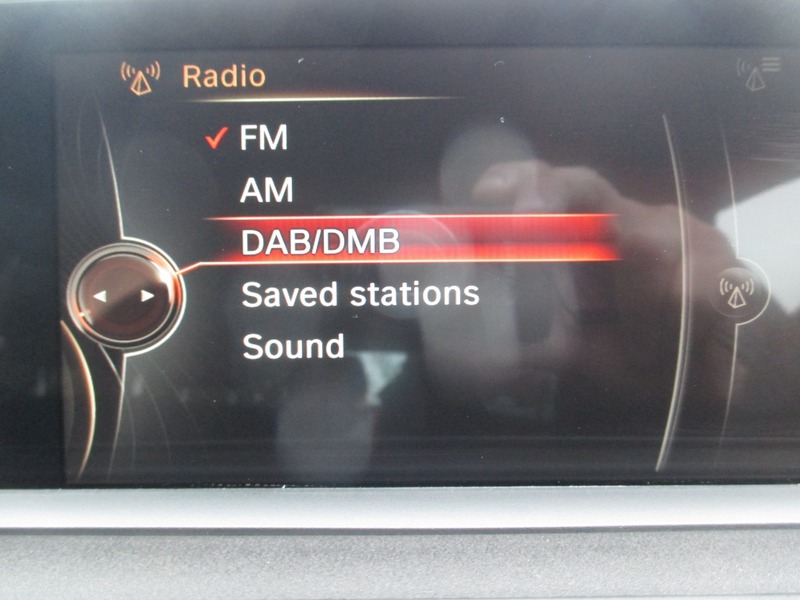 Radio
FM
AM
DAB/DMB
Saved stations
Sound